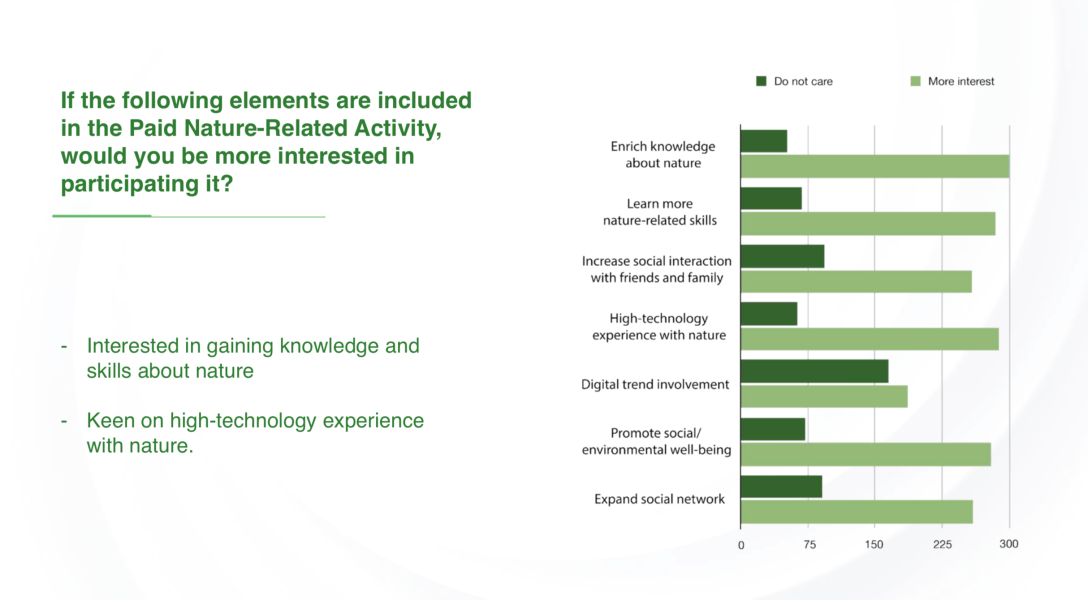 If the following elements are included
in the Paid Nature-Related Activity,
would you be more interested in
participating it?
- Interested in gaining knowledge and
skills about nature
- Keen on high-technology experience
with nature.
Do not care
More interest
Enrich knowledge
about nature
Learn more
nature-related skills
Increase social interaction
with friends and family
High-technology
experience with nature
Digital trend involvement
Promote social/
environmental well-being
Expand social network
0 75 150 225 300